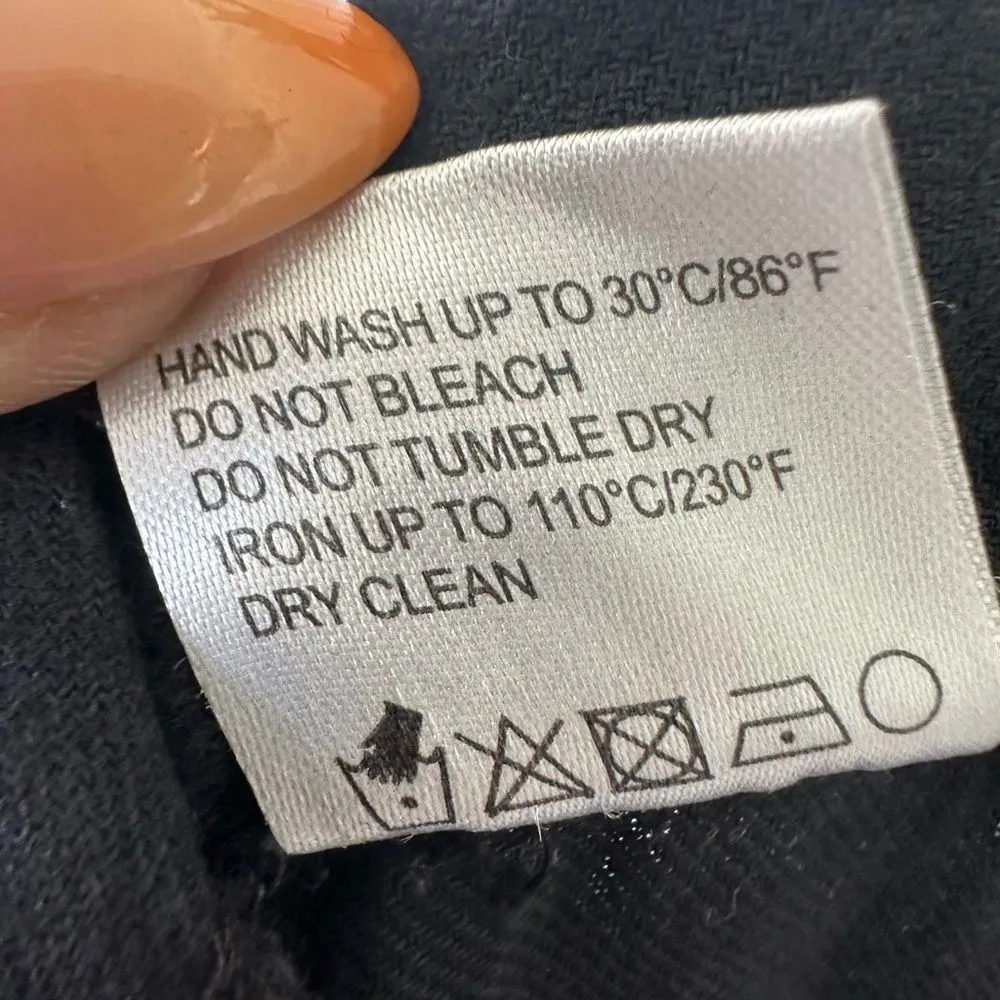 HAND WASH UP TO 30°C/86°F
DO NOT BLEACH
DO NOT TUMBLE DRY
IRON UP TO 110°C/230°F
DRY CLEAN